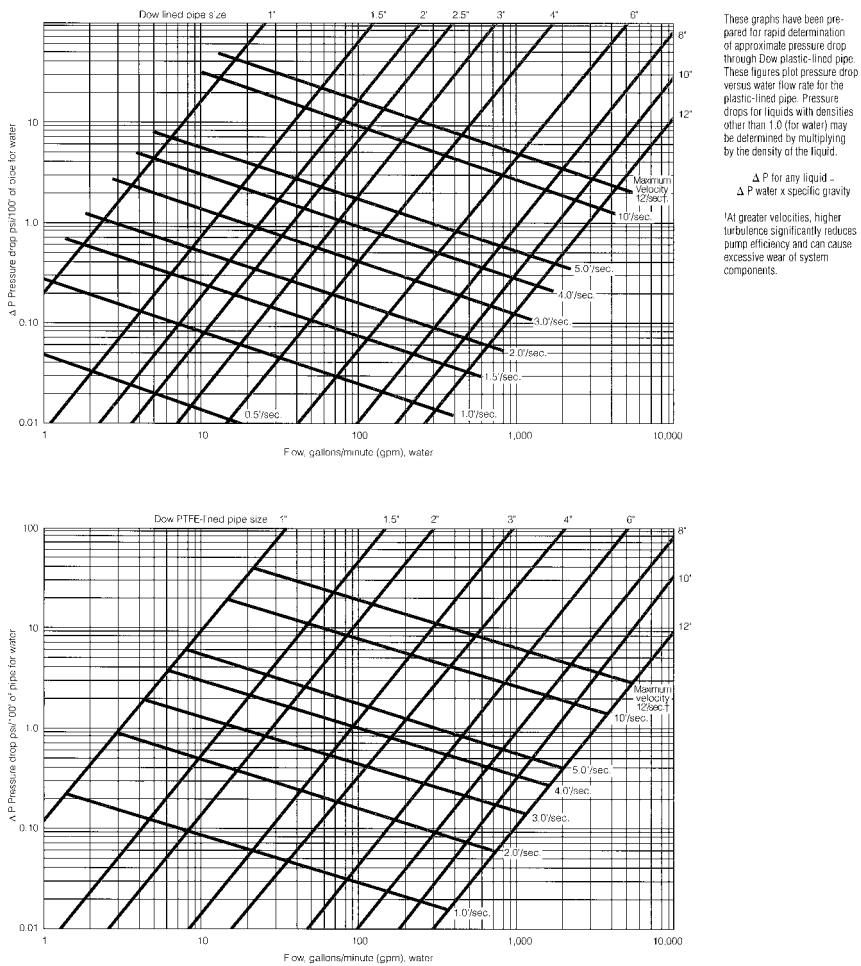 Dow lined pipe size 1" 1.5" 2' 2.5" 3" 4" 6"
8"
10"
12"
10
1.0
0.10
0.01
Δ P Pressure drop psi/100' of pipe for water
Maximum
Velocity
12'/sec†.
10'/sec.
5.0'/sec.
4.0'/sec.
3.0'/sec.
2.0'/sec.
1.5'/sec.
1.0'/sec.
0.5'/sec.
1 10 100 1,000 10,000
Flow, gallons/minute (gpm), water
These graphs have been pre-
pared for rapid determination
of approximate pressure drop
through Dow plastic-lined pipe.
These figures plot pressure drop
versus water flow rate for the
plastic-lined pipe. Pressure
drops for liquids with densities
other than 1.0 (for water) may
be determined by multiplying
by the density of the liquid.
Δ P for any liquid =
Δ P water x specific gravity
†At greater velocities, higher
turbulence significantly reduces
pump efficiency and can cause
excessive wear of system
components.
Dow PTFE-lined pipe size 1" 1.5" 2" 3" 4" 6"
8"
10'
12'
100
10
1.0
0.10
0.01
Δ P Pressure drop psi/100' of pipe for water
Maximum
velocity
12'/sec.†
10'/sec.
5.0'/sec.
4.0'/sec.
3.0'/sec.
2.0'/sec.
1.0'/sec.
1 10 100 1,000 10.000
Flow, gallons/minute (gpm), water